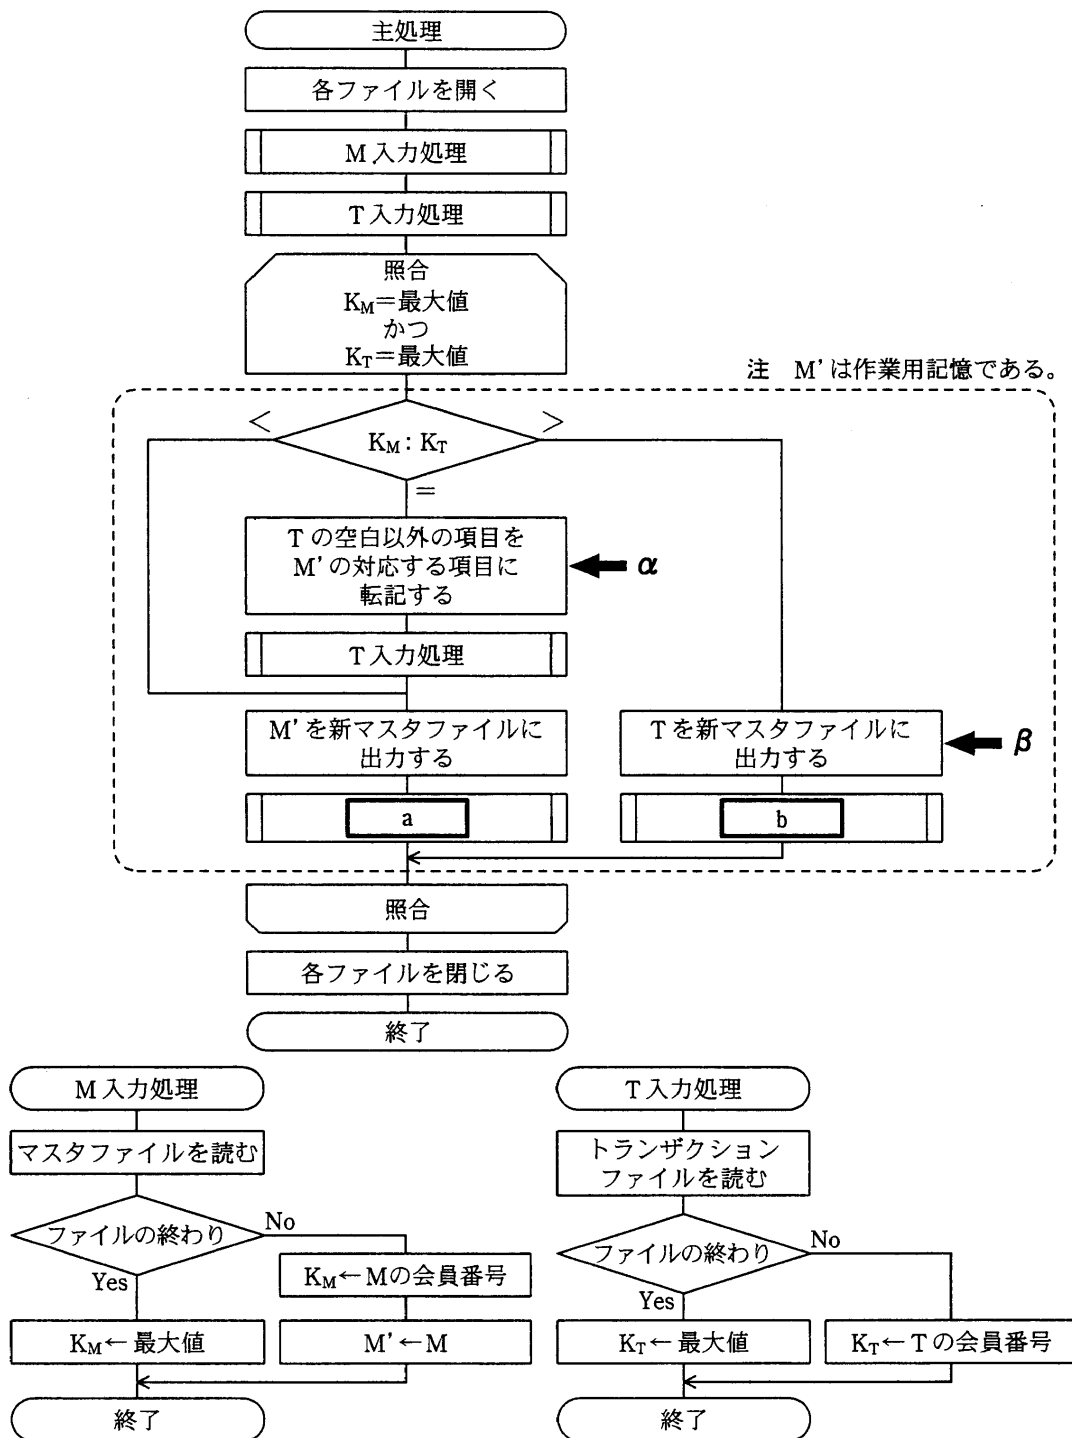 主処理
各ファイルを開く
M入力処理
T入力処理
照合
KM=最大値
かつ
KT=最大値
注 M'は作業用記憶である。
< >
KM:KT
=
Tの空白以外の項目を
M'の対応する項目に
転記する
α
T入力処理
M'を新マスタファイルに
出力する
Tを新マスタファイルに
出力する
β
a
b
照合
各ファイルを閉じる
終了
M入力処理
マスタファイルを読む
ファイルの終わり
No
Yes
KM←Mの会員番号
KM←最大値
M'←M
終了
T入力処理
トランザクション
ファイルを読む
ファイルの終わり
No
Yes
KT←最大値
KT←Tの会員番号
終了